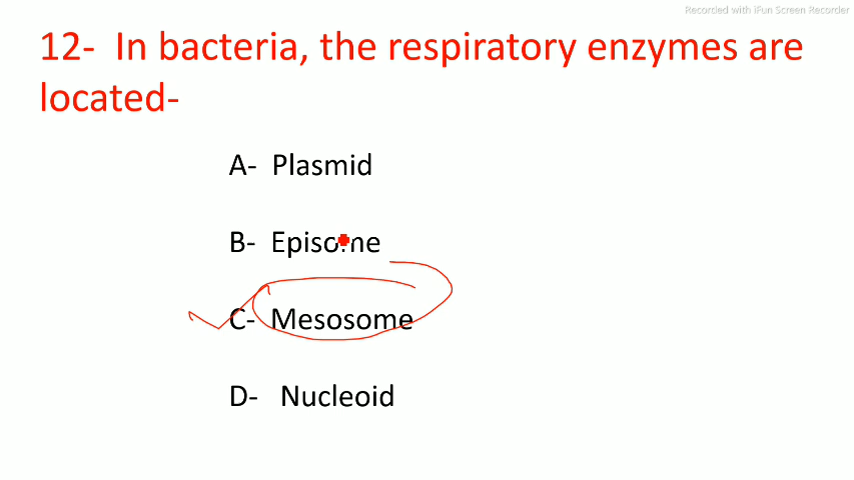 Recorded with iFun Screen Recorder
12- In bacteria, the respiratory enzymes are
located-
A- Plasmid
B- Episome
C- Mesosome
D- Nucleoid